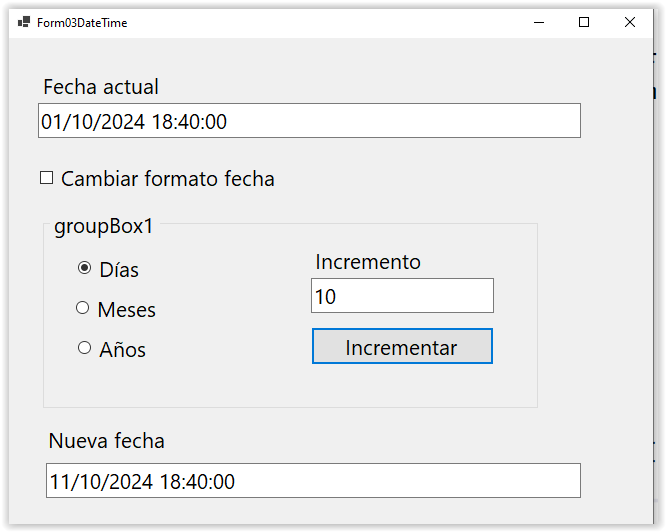 Form03DateTime
Fecha actual
01/10/2024 18:40:00
Cambiar formato fecha
groupBox1
Días
Meses
Años
Incremento
10
Incrementar
Nueva fecha
11/10/2024 18:40:00